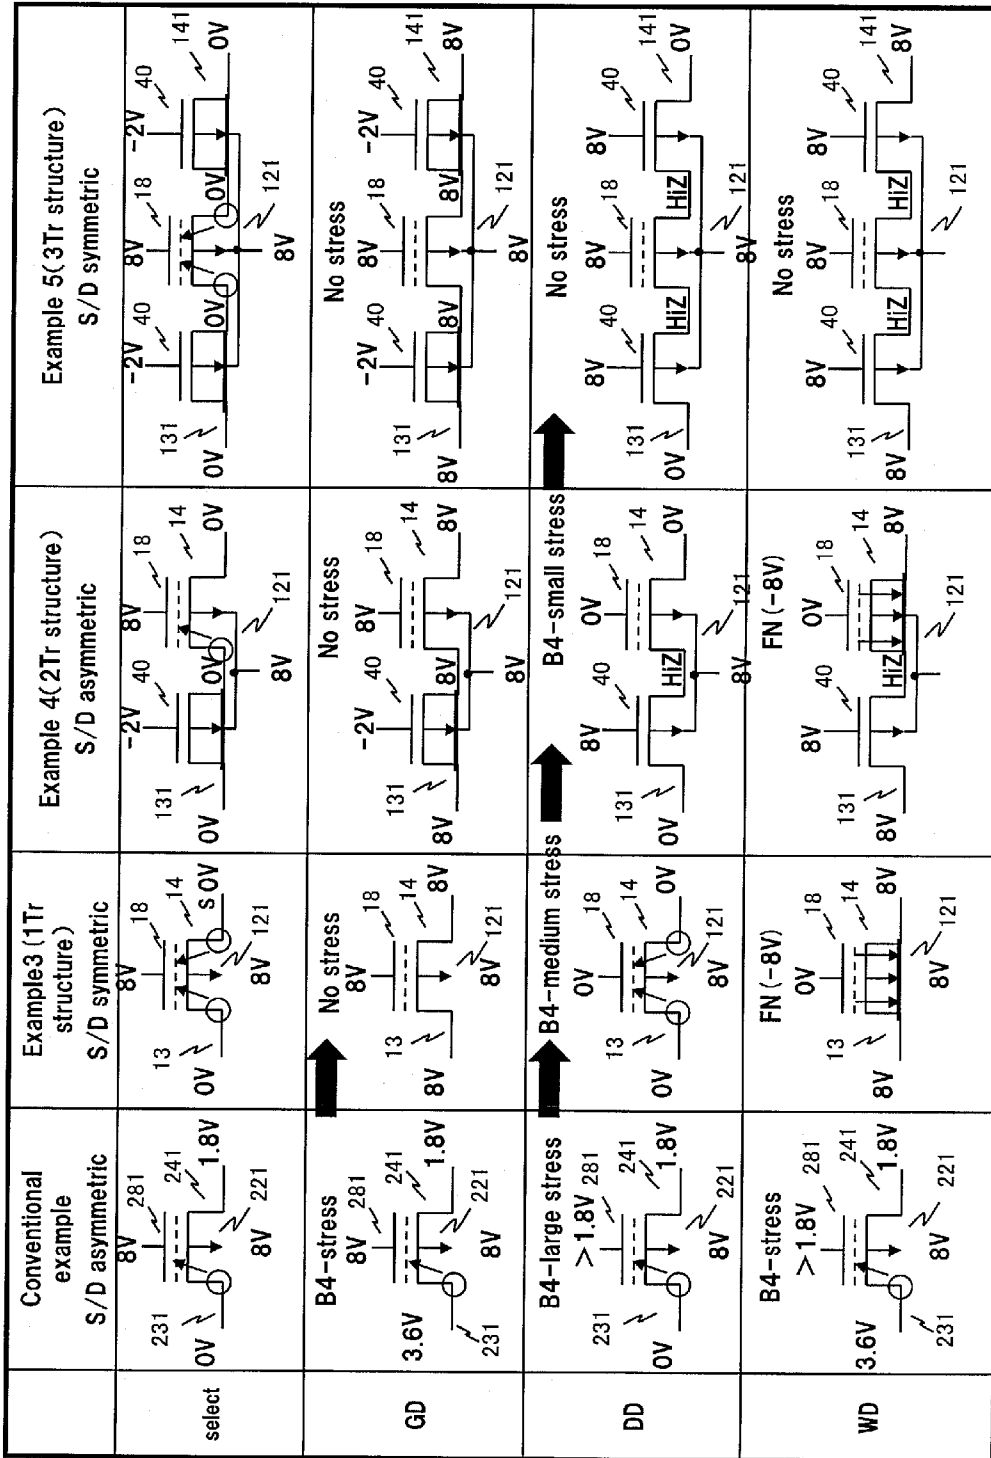 Conventional
example
S/D asymmetric
Example3 (1Tr
structure)
S/D symmetric
Example 4(2Tr structure)
S/D asymmetric
Example 5(3Tr structure)
S/D symmetric
select
8V 281 241 1.8V
231 0V 221 8V
8V 18 14 S 0V
13 0V 121 8V
-2V 40 8V 18 14 0V
131 0V 0V 121 8V
-2V 40 8V 18 -2V 40 141 0V
131 0V 0V 0V 121 8V
GD
B4-stress
8V 281 241 1.8V
3.6V 231 221 8V
No stress
8V 18 14 8V
13 8V 121 8V
No stress
-2V 40 8V 18 14 8V
131 8V 8V 121 8V
No stress
-2V 40 8V 18 -2V 40 141 8V
131 8V 8V 8V 121 8V
DD
B4-large stress
>1.8V 281 241 1.8V
231 0V 221 8V
B4-medium stress
0V 18 14 0V
13 0V 121 8V
B4-small stress
8V 40 0V 18 14 0V
131 0V HiZ 121 8V
No stress
8V 40 8V 18 8V 40 141 0V
131 0V HiZ HiZ 121 8V
WD
B4-stress
>1.8V 281 241 1.8V
3.6V 231 221 8V
FN(-8V)
0V 18 14 8V
13 8V 121 8V
FN(-8V)
8V 40 0V 18 14 8V
131 8V HiZ 121 8V
No stress
8V 40 8V 18 8V 40 141 8V
131 8V HiZ HiZ 121 8V